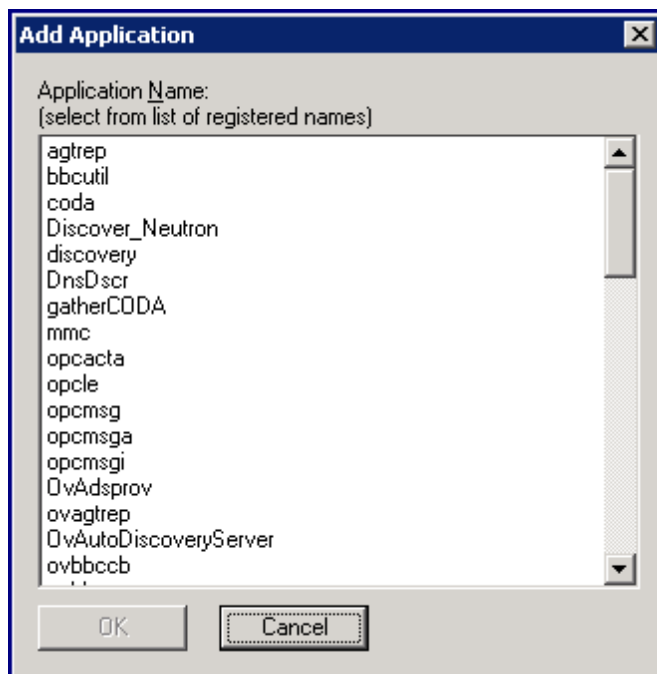 Add Application
Application Name:
(select from list of registered names)
agtrep
bbcutil
coda
Discover_Neutron
discovery
DnsDscr
gatherCODA
mmc
opcacta
opcle
opcmsg
opcmsga
opcmsgi
OvAdsprov
ovagtrep
OvAutoDiscoveryServer
ovbbccb
OK
Cancel